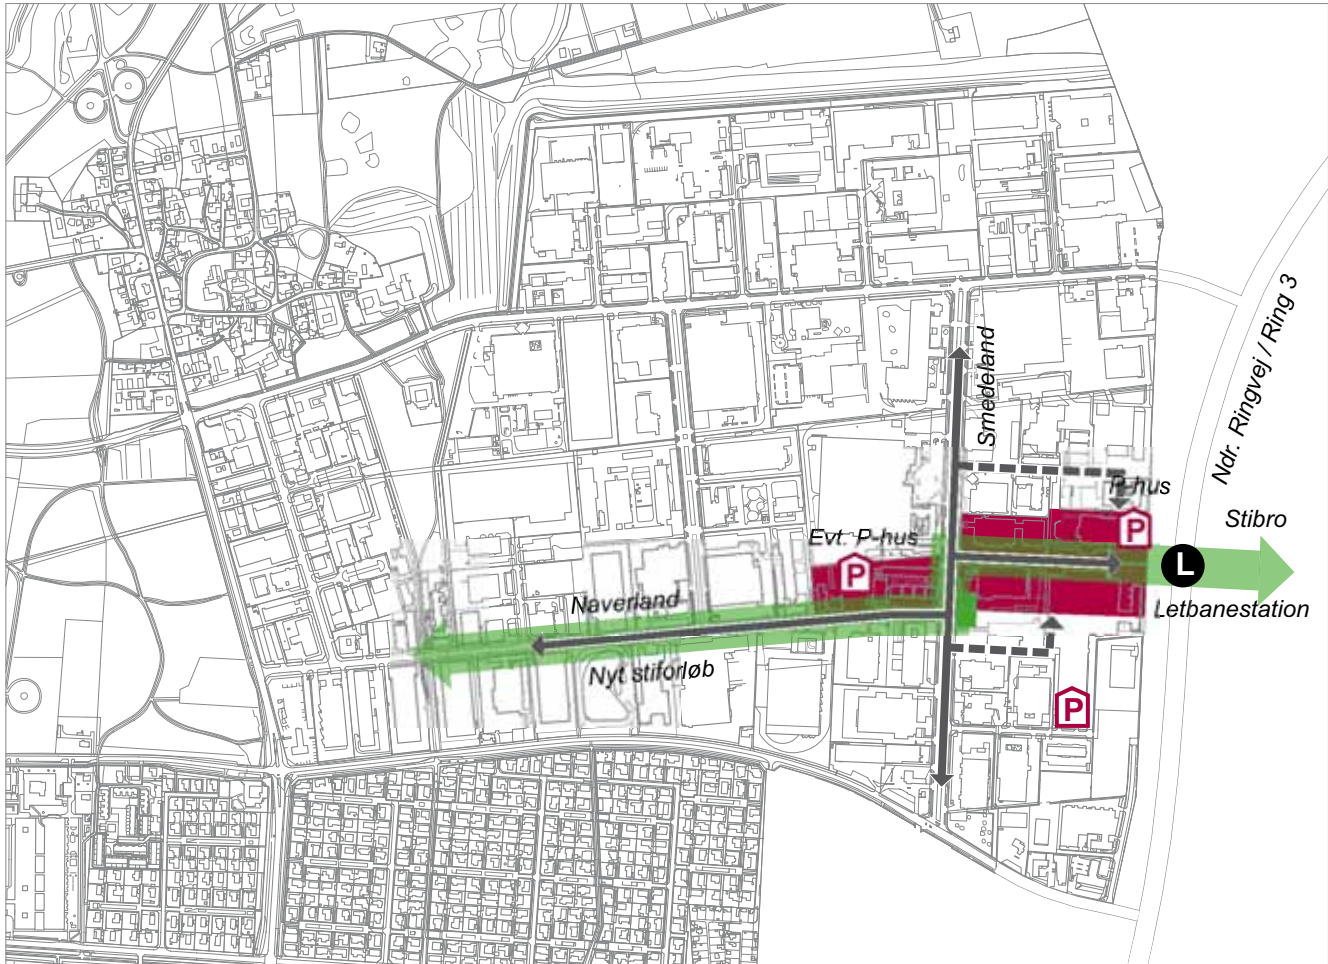 Smedeland
Ndr. Ringvej / Ring 3
P-hus
Stibro
P
Evt. P-hus
P
L
Naverland
Letbanestation
Nyt stiforløb
P